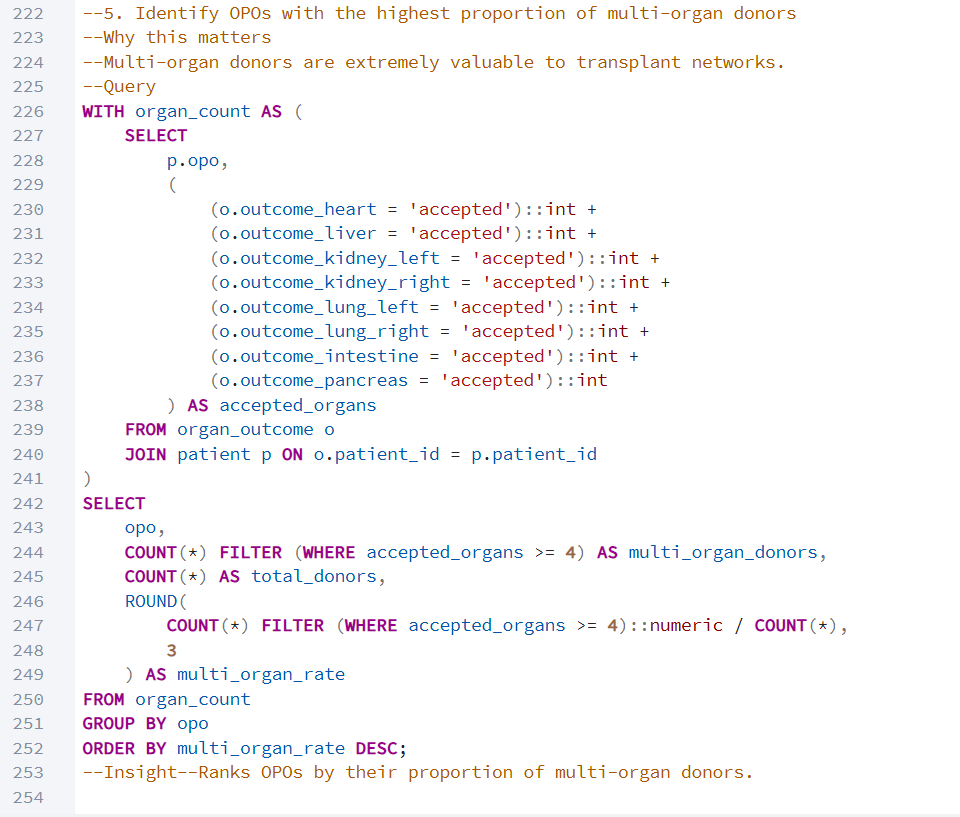 222 --5. Identify OPOs with the highest proportion of multi-organ donors
223 --Why this matters
224 --Multi-organ donors are extremely valuable to transplant networks.
225 --Query
226 WITH organ_count AS (
227     SELECT
228         p.opo,
229         (
230             (o.outcome_heart = 'accepted')::int +
231             (o.outcome_liver = 'accepted')::int +
232             (o.outcome_kidney_left = 'accepted')::int +
233             (o.outcome_kidney_right = 'accepted')::int +
234             (o.outcome_lung_left = 'accepted')::int +
235             (o.outcome_lung_right = 'accepted')::int +
236             (o.outcome_intestine = 'accepted')::int +
237             (o.outcome_pancreas = 'accepted')::int
238         ) AS accepted_organs
239     FROM organ_outcome o
240     JOIN patient p ON o.patient_id = p.patient_id
241 )
242 SELECT
243     opo,
244     COUNT(*) FILTER (WHERE accepted_organs >= 4) AS multi_organ_donors,
245     COUNT(*) AS total_donors,
246     ROUND(
247         COUNT(*) FILTER (WHERE accepted_organs >= 4)::numeric / COUNT(*),
248         3
249     ) AS multi_organ_rate
250 FROM organ_count
251 GROUP BY opo
252 ORDER BY multi_organ_rate DESC;
253 --Insight--Ranks OPOs by their proportion of multi-organ donors.
254